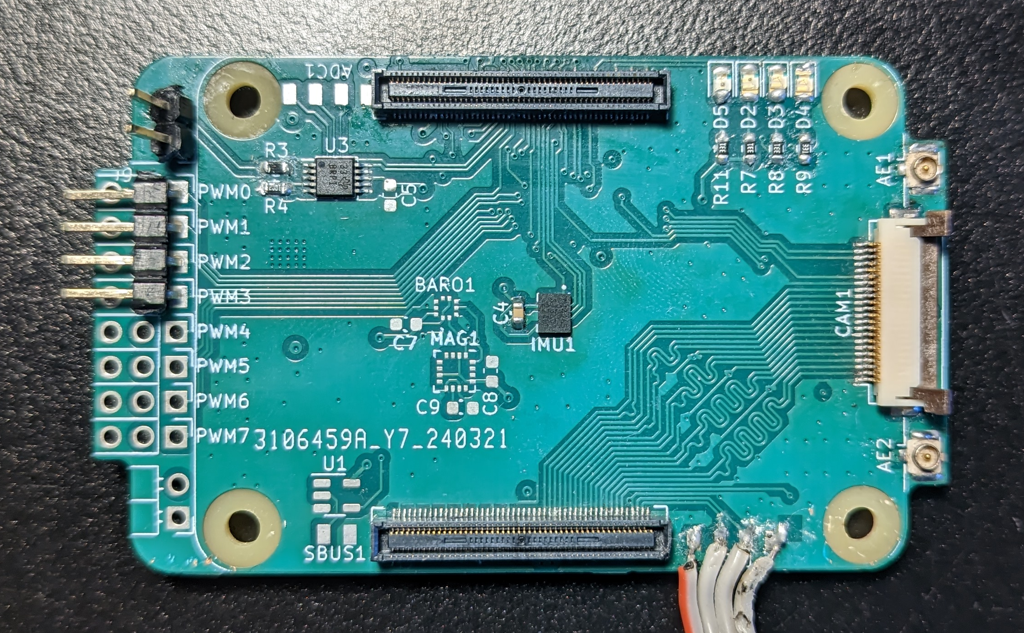 ADC1
D5
D2
D3
D4
R11
R7
R8
R9
AE1
U3
R3
R4
C5
J9
PWM0
PWM1
PWM2
PWM3
PWM4
PWM5
PWM6
PWM7
BARO1
C7
C4
IMU1
MAG1
C8
C9
CAM1
AE2
3106459A_Y7_240321
U1
SBUS1